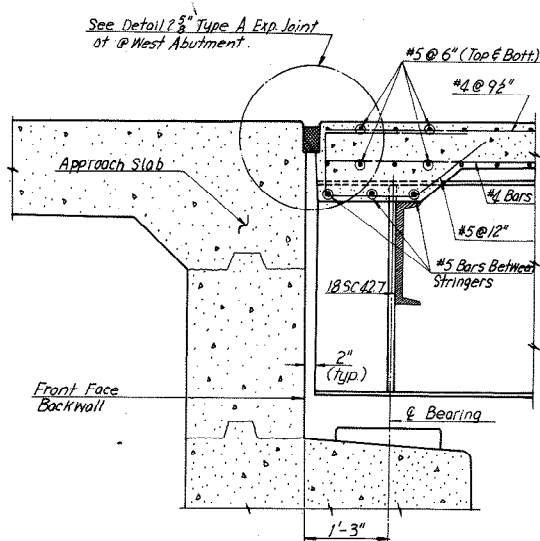 See Detail 2 5/8" Type A Exp. Joint
at @ West Abutment.
#5 @ 6" (Top & Bott.)
#4 @ 9½"
Approach Slab
#4 Bars
#5 @ 12"
#5 Bars Between
Stringers
18 SC 42.7
2"
(typ.)
Front Face
Backwall
℄ Bearing
1'-3"